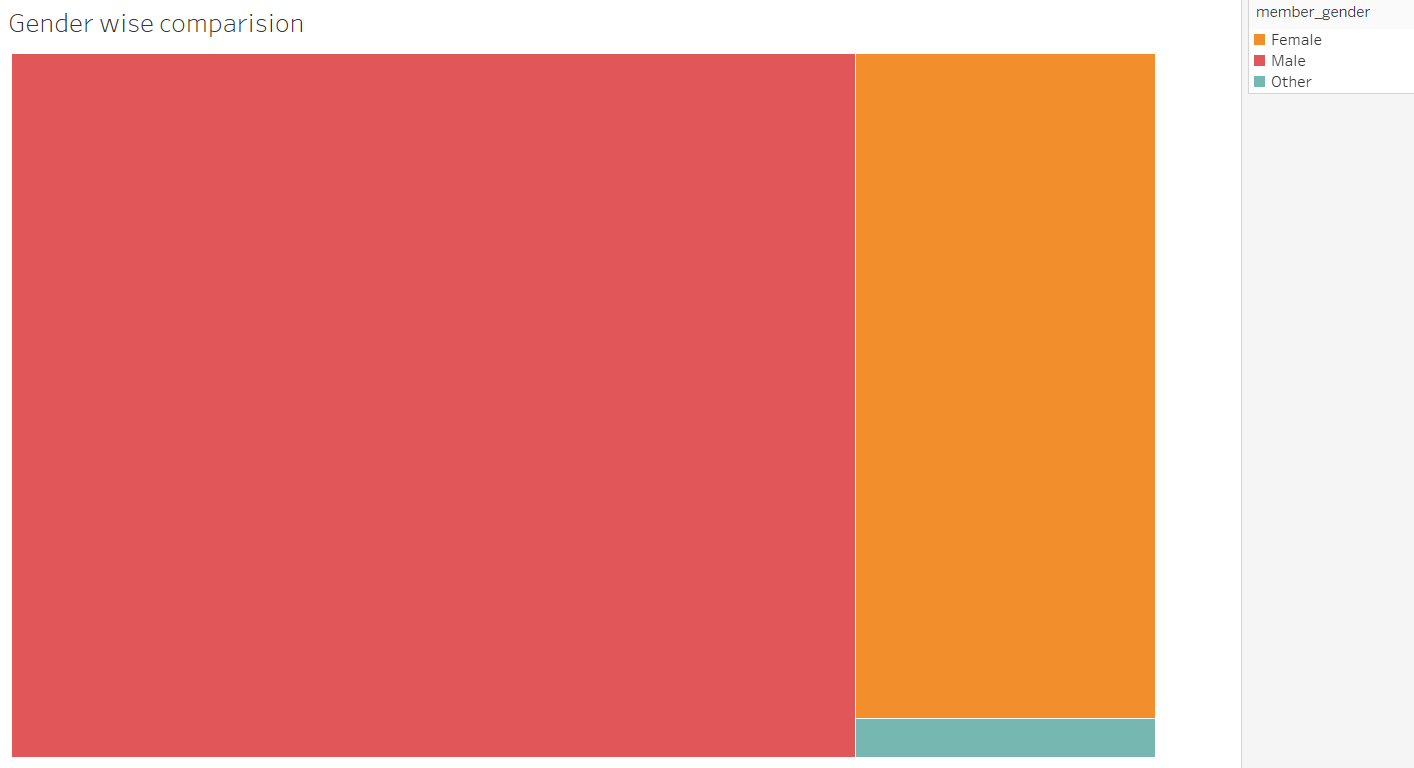 Gender wise comparision
member_gender
Female
Male
Other